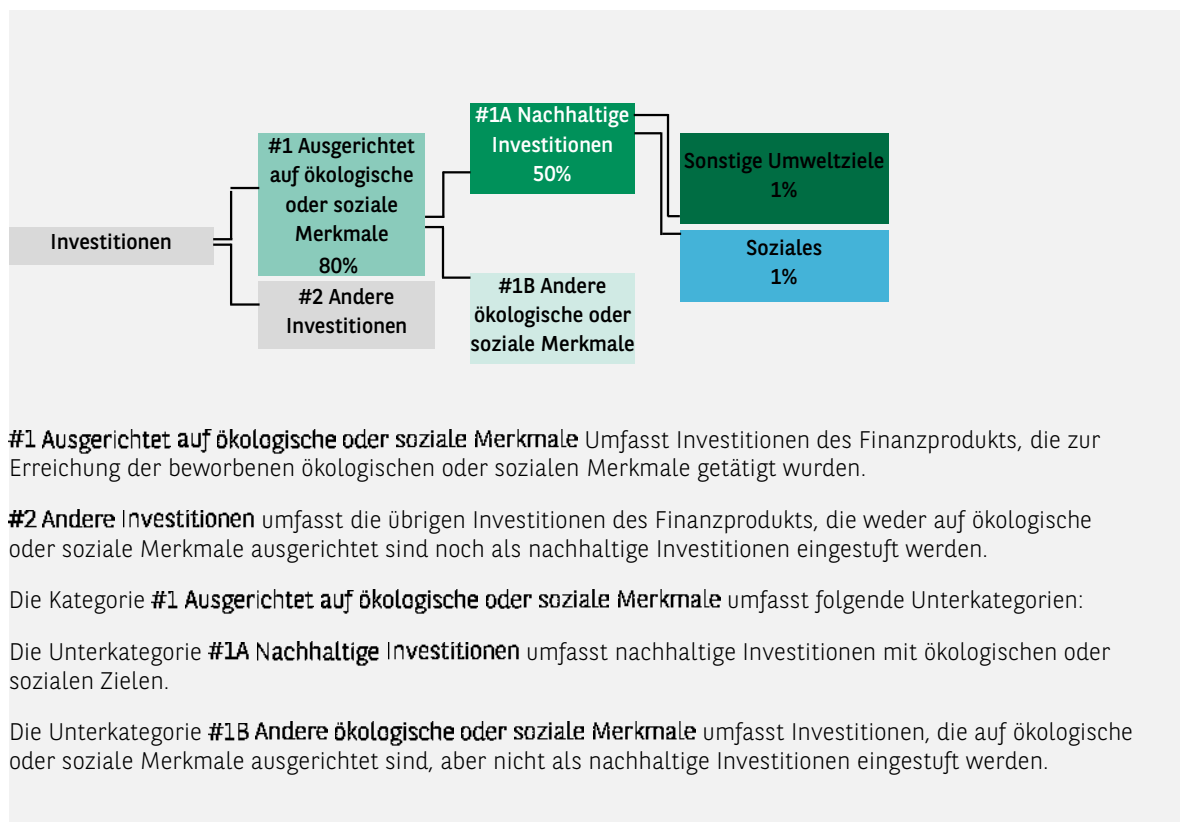 #1A Nachhaltige
Investitionen
50%
#1 Ausgerichtet
auf ökologische
oder soziale
Merkmale
80%
Sonstige Umweltziele
1%
Investitionen
Soziales
1%
#2 Andere
Investitionen
#1B Andere
ökologische oder
soziale Merkmale
#1 Ausgerichtet auf ökologische oder soziale Merkmale Umfasst Investitionen des Finanzprodukts, die zur
Erreichung der beworbenen ökologischen oder sozialen Merkmale getätigt wurden.
#2 Andere Investitionen umfasst die übrigen Investitionen des Finanzprodukts, die weder auf ökologische
oder soziale Merkmale ausgerichtet sind noch als nachhaltige Investitionen eingestuft werden.
Die Kategorie #1 Ausgerichtet auf ökologische oder soziale Merkmale umfasst folgende Unterkategorien:
Die Unterkategorie #1A Nachhaltige Investitionen umfasst nachhaltige Investitionen mit ökologischen oder
sozialen Zielen.
Die Unterkategorie #1B Andere ökologische oder soziale Merkmale umfasst Investitionen, die auf ökologische
oder soziale Merkmale ausgerichtet sind, aber nicht als nachhaltige Investitionen eingestuft werden.